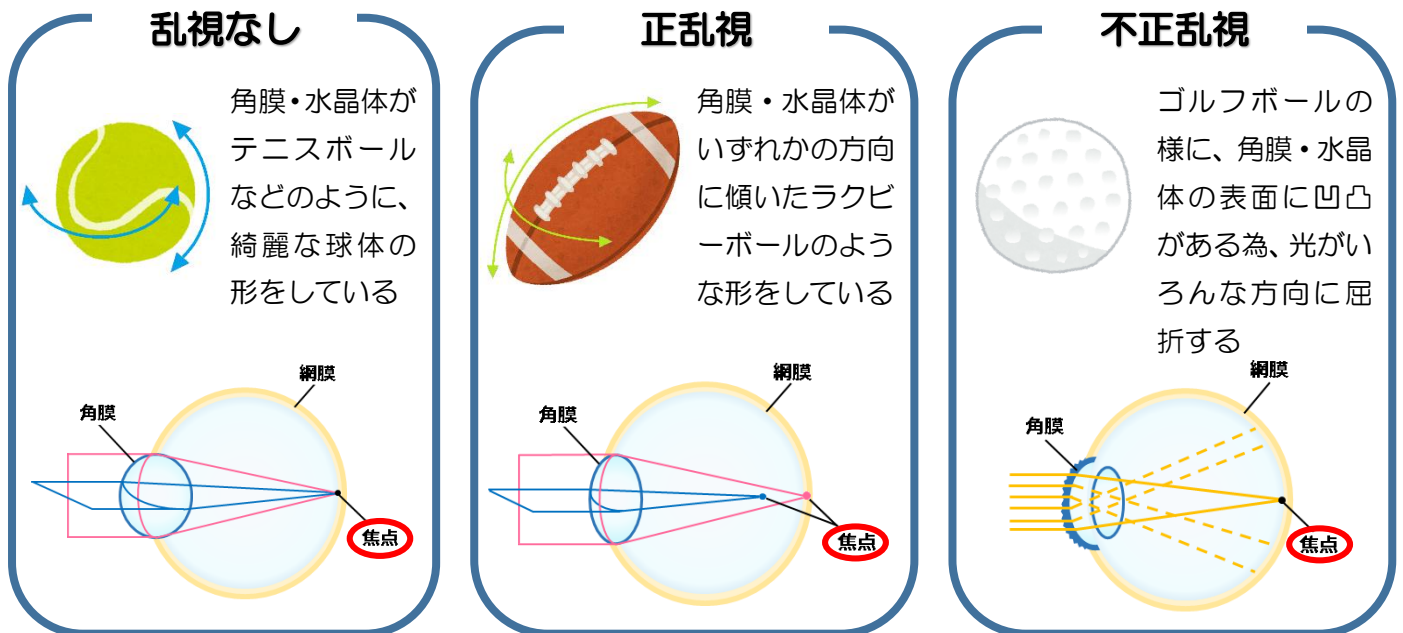 乱視なし
角膜・水晶体が
テニスボール
などのように、
綺麗な球体の
形をしている
網膜
角膜
焦点
正乱視
角膜・水晶体が
いずれかの方向
に傾いたラクビ
ーボールのよう
な形をしている
網膜
角膜
焦点
不正乱視
ゴルフボールの
様に、角膜・水晶
体の表面に凹凸
がある為、光がい
ろんな方向に屈
折する
網膜
角膜
焦点